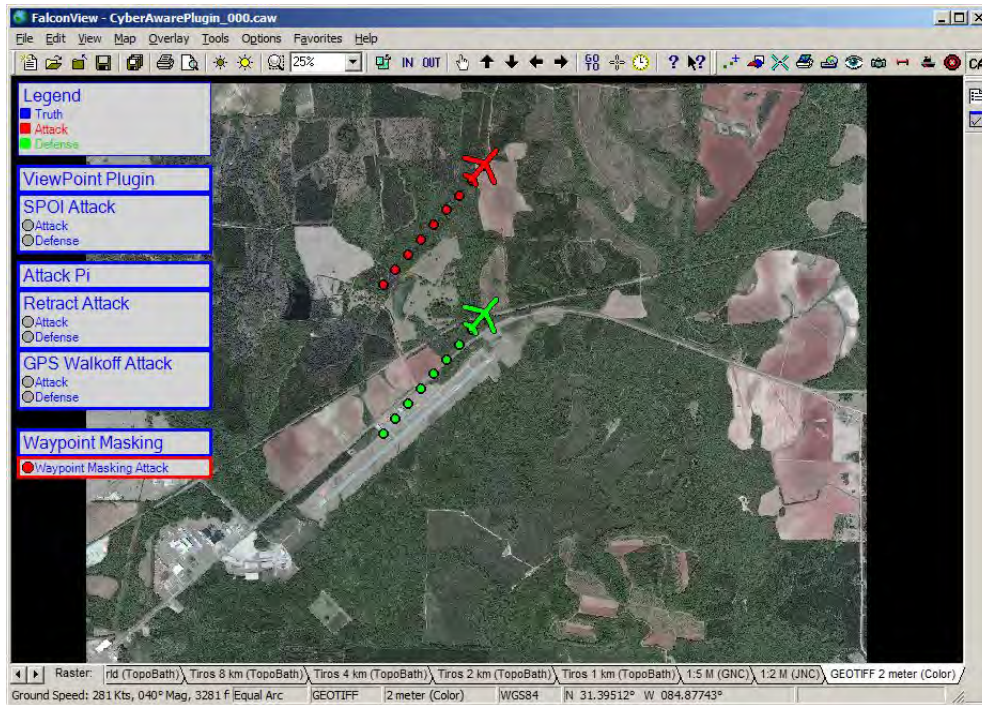 FalconView - CyberAwarePlugin_000.caw
File Edit View Map Overlay Tools Options Favorites Help
25% IN OUT GO TO ? ? CA
Legend
Truth
Attack
Defense
ViewPoint Plugin
SPOI Attack
Attack
Defense
Attack Pi
Retract Attack
Attack
Defense
GPS Walkoff Attack
Attack
Defense
Waypoint Masking
Waypoint Masking Attack
Raster: rld (TopoBath) Tiros 8 km (TopoBath) Tiros 4 km (TopoBath) Tiros 2 km (TopoBath) Tiros 1 km (TopoBath) 1:5 M (GNC) 1:2 M (JNC) GEOTIFF 2 meter (Color)
Ground Speed: 281 Kts, 040° Mag, 3281 f Equal Arc GEOTIFF 2 meter (Color) WGS84 N 31.39512° W 084.87743°